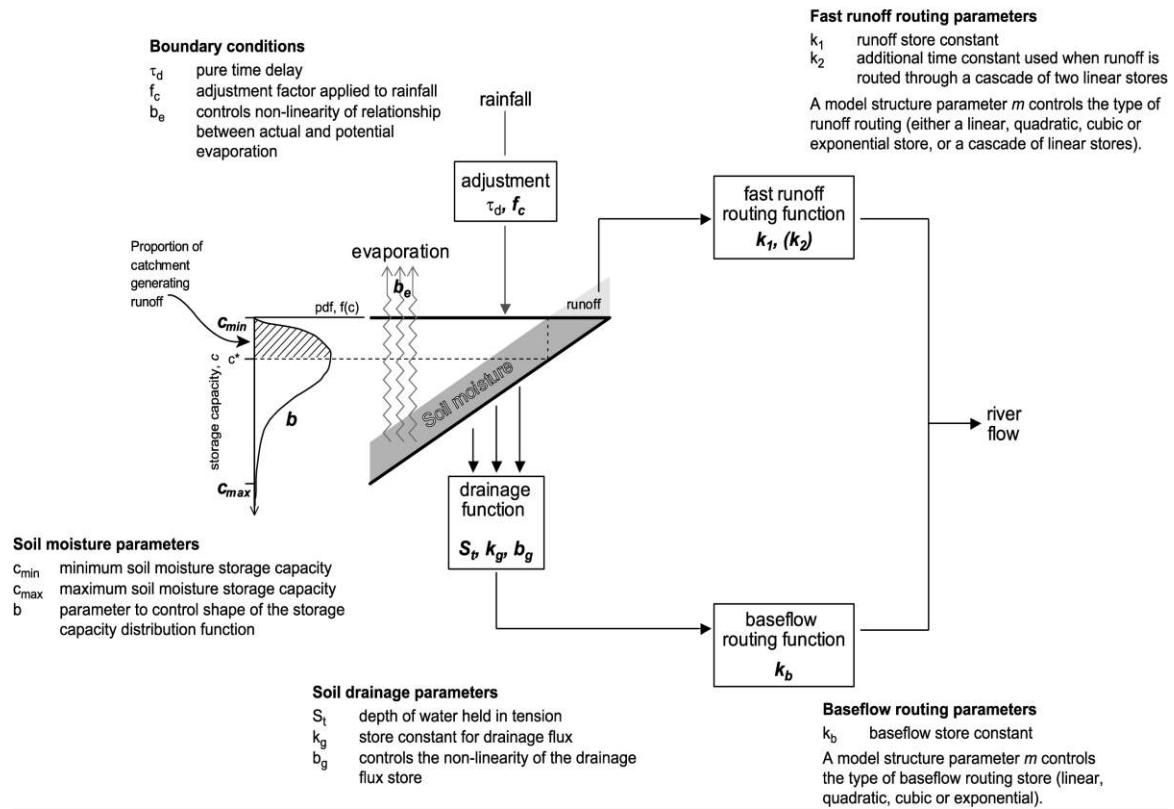 Boundary conditions
τd pure time delay
fc adjustment factor applied to rainfall
be controls non-linearity of relationship
between actual and potential
evaporation
Fast runoff routing parameters
k1 runoff store constant
k2 additional time constant used when runoff is
routed through a cascade of two linear stores
A model structure parameter m controls the type of
runoff routing (either a linear, quadratic, cubic or
exponential store, or a cascade of linear stores).
rainfall
adjustment
τd, fc
fast runoff
routing function
k1, (k2)
Proportion of
catchment
generating
runoff
evaporation
be
pdf, f(c)
runoff
cmin
c*
storage capacity, c
b
cmax
Soil moisture
river
flow
drainage
function
St, kg, bg
baseflow
routing function
kb
Soil moisture parameters
cmin minimum soil moisture storage capacity
cmax maximum soil moisture storage capacity
b parameter to control shape of the storage
capacity distribution function
Soil drainage parameters
St depth of water held in tension
kg store constant for drainage flux
bg controls the non-linearity of the drainage
flux store
Baseflow routing parameters
kb baseflow store constant
A model structure parameter m controls
the type of baseflow routing store (linear,
quadratic, cubic or exponential).